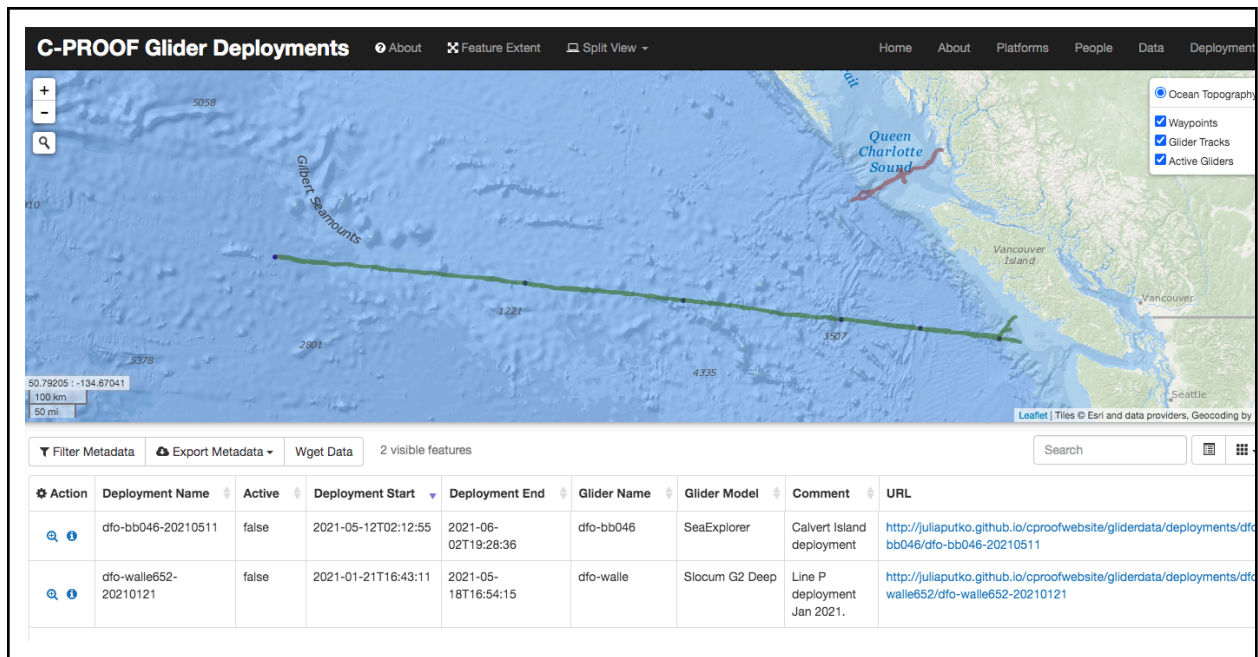 C-PROOF Glider Deployments About Feature Extent Split View Home About Platforms People Data Deployment
+
-
Ocean Topography
Waypoints
Glider Tracks
Active Gliders
5058
Queen
Charlotte
Sound
Gilbert Seamounts
910
Vancouver
Island
Vancouver
1221
3507
2801
5378
4335
50.79205 : -134.67041
100 km
50 mi
Seattle
Leaflet | Tiles © Esri and data providers, Geocoding by
Filter Metadata Export Metadata Wget Data 2 visible features Search
Action Deployment Name Active Deployment Start Deployment End Glider Name Glider Model Comment URL
dfo-bb046-20210511 false 2021-05-12T02:12:55 2021-06- dfo-bb046 SeaExplorer Calvert Island http://juliaputko.github.io/cproofwebsite/gliderdata/deployments/dfo
02T19:28:36 deployment bb046/dfo-bb046-20210511
dfo-walle652- false 2021-01-21T16:43:11 2021-05- dfo-walle Slocum G2 Deep Line P http://juliaputko.github.io/cproofwebsite/gliderdata/deployments/dfo
20210121 18T16:54:15 deployment walle652/dfo-walle652-20210121
Jan 2021.